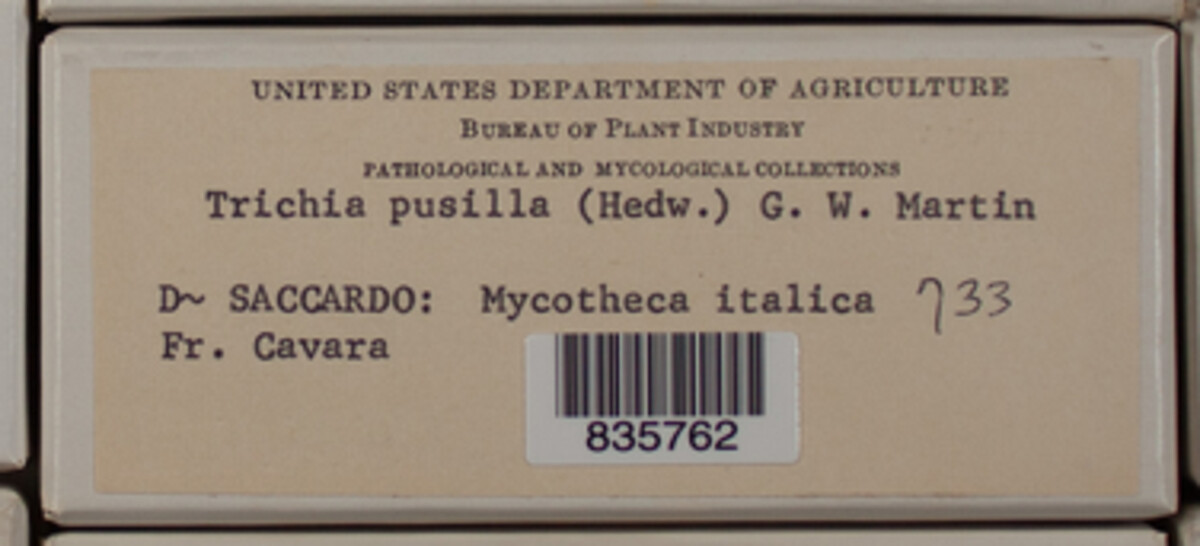 UNITED STATES DEPARTMENT OF AGRICULTURE
BUREAU OF PLANT INDUSTRY
PATHOLOGICAL AND MYCOLOGICAL COLLECTIONS
Trichia pusilla (Hedw.) G. W. Martin
D~ SACCARDO: Mycotheca italica 733
Fr. Cavara
835762